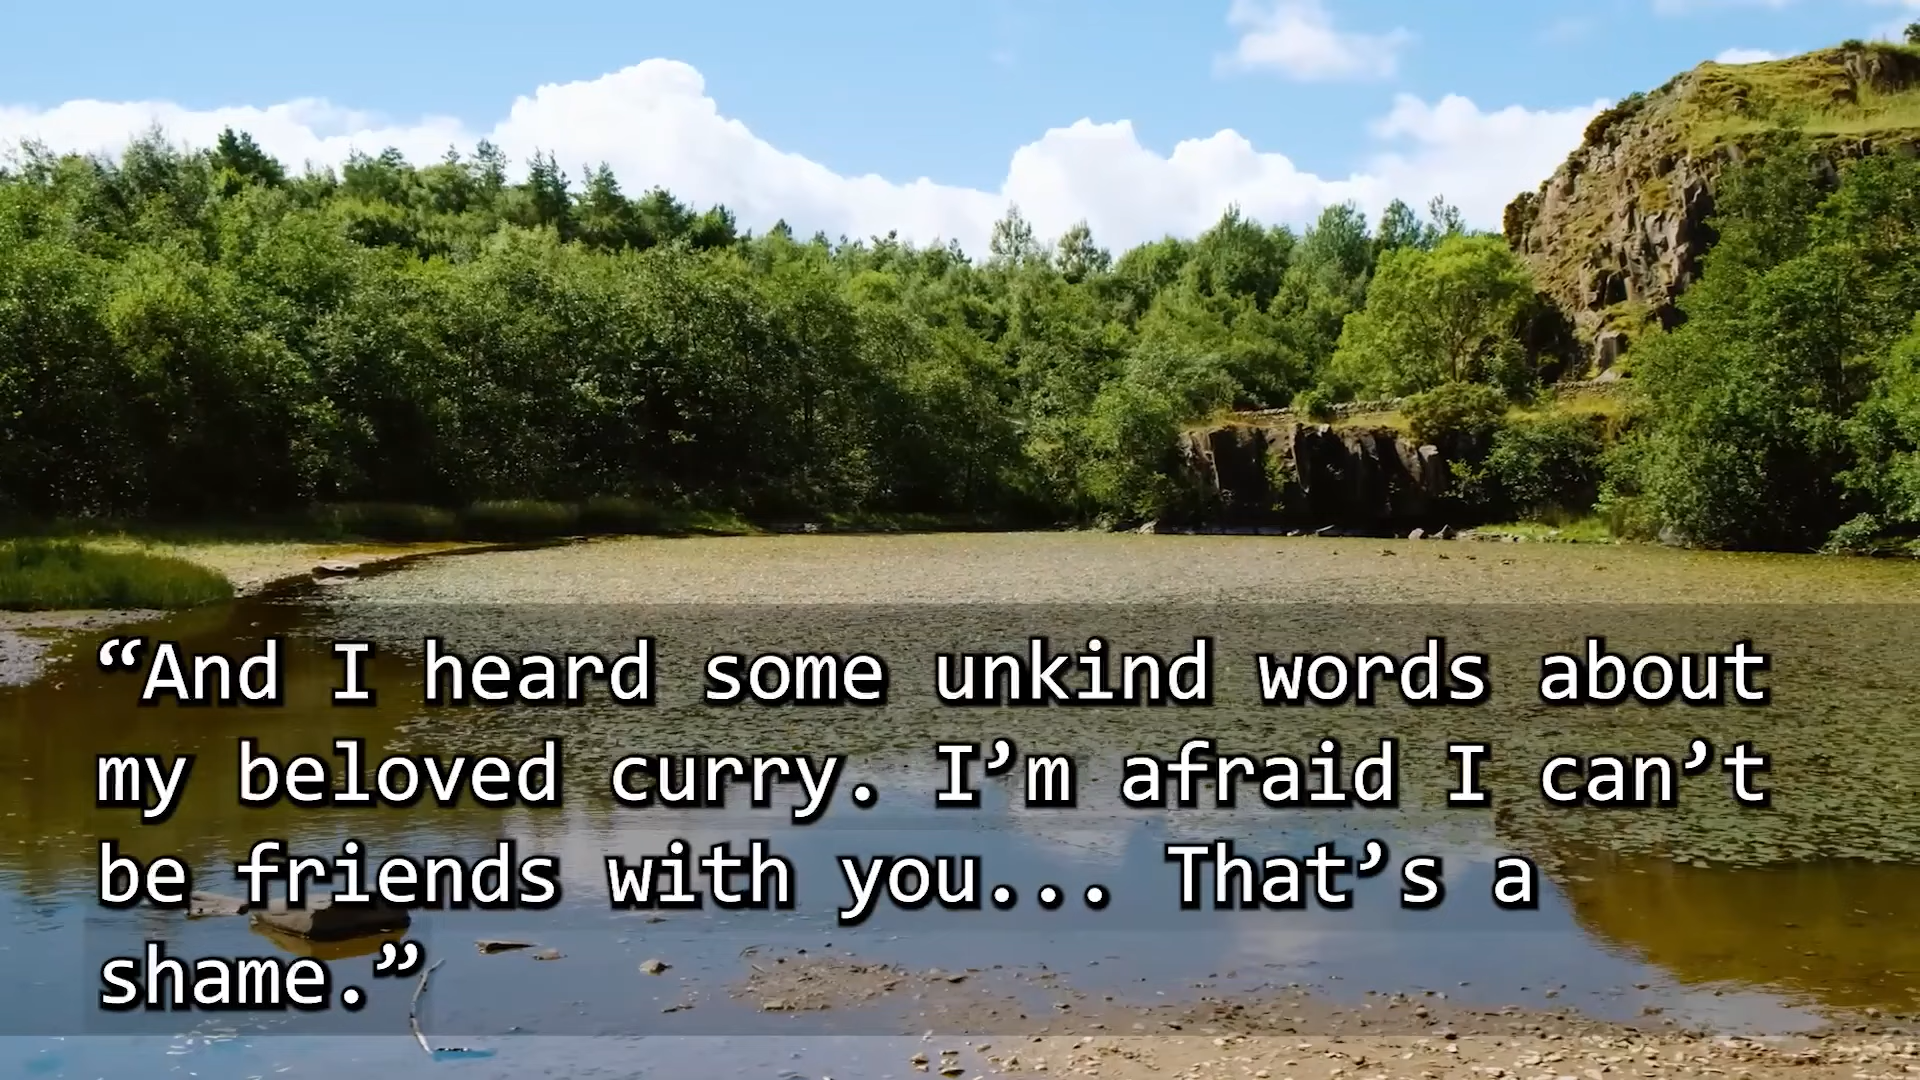 “And I heard some unkind words about
my beloved curry. I’m afraid I can’t
be friends with you... That’s a
shame.”